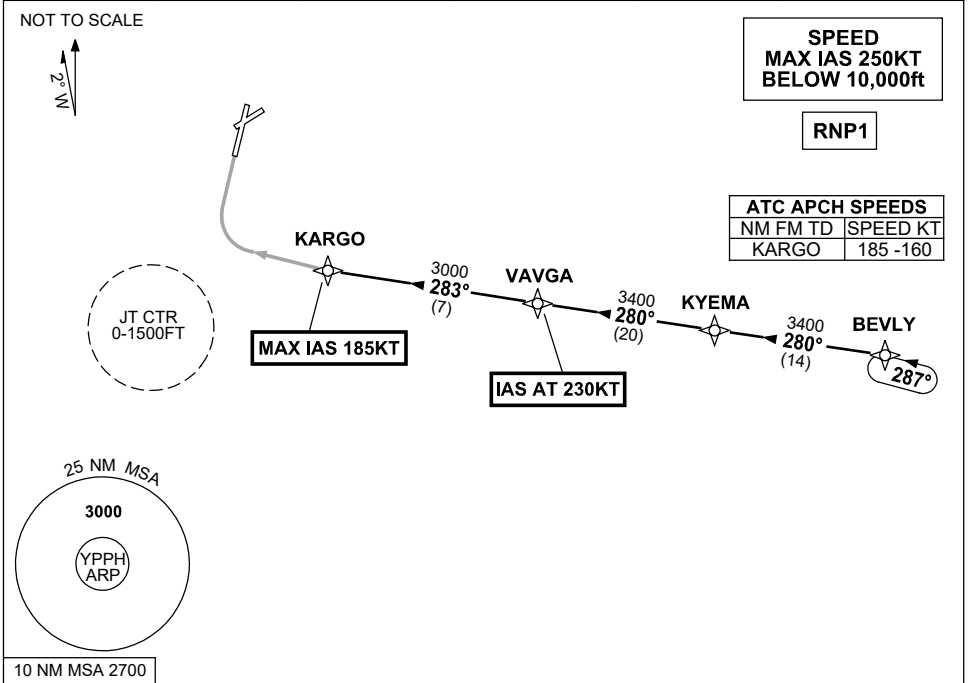 NOT TO SCALE
2° W
SPEED
MAX IAS 250KT
BELOW 10,000ft
RNP1
ATC APCH SPEEDS
NM FM TD SPEED KT
KARGO 185 -160
KARGO
3000
283°
(7)
VAVGA
3400
280°
(20)
KYEMA
3400
280°
(14)
BEVLY
287°
MAX IAS 185KT
IAS AT 230KT
JT CTR
0-1500FT
25 NM MSA
3000
YPPH
ARP
10 NM MSA 2700